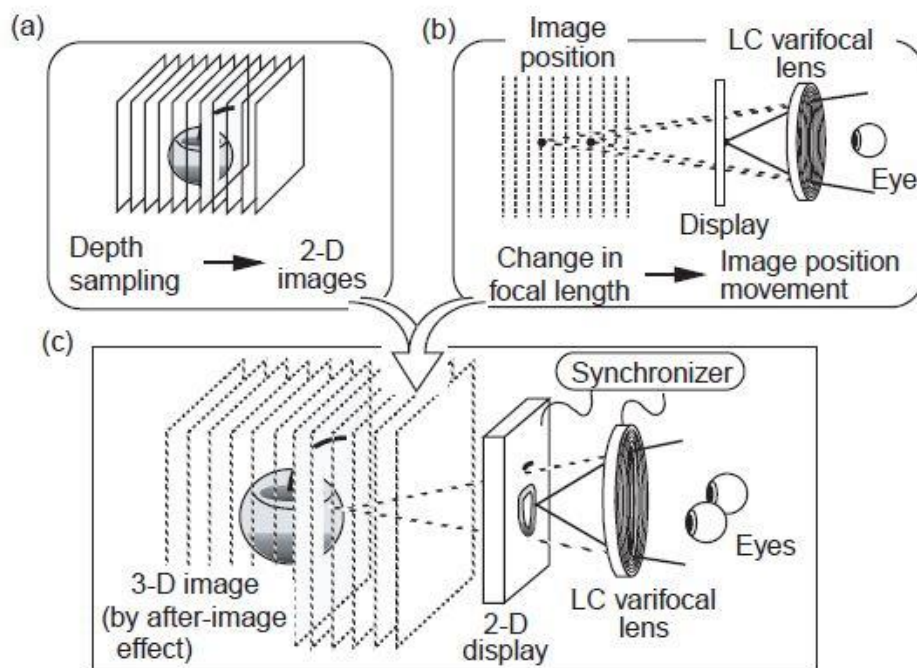 (a)
Depth
sampling
2-D
images
(b)
Image
position
LC varifocal
lens
Eye
Display
Change in
focal length
Image position
movement
(c)
Synchronizer
3-D image
(by after-image
effect)
2-D
display
LC varifocal
lens
Eyes